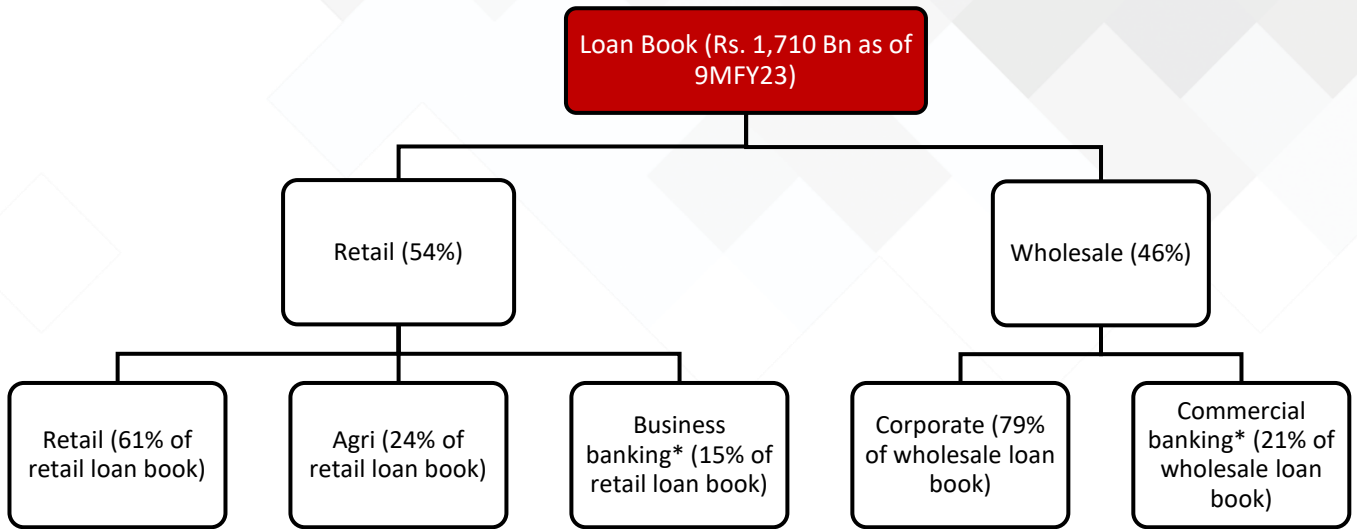 Loan Book (Rs. 1,710 Bn as of
9MFY23)
Retail (54%)
Wholesale (46%)
Retail (61% of
retail loan book)
Agri (24% of
retail loan book)
Business
banking* (15% of
retail loan book)
Corporate (79%
of wholesale loan
book)
Commercial
banking* (21% of
wholesale loan
book)